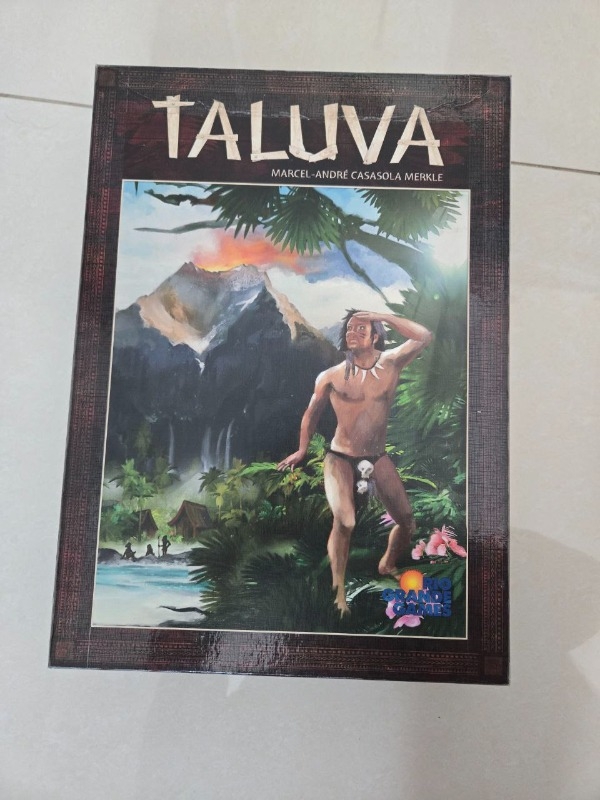 TALUVA
MARCEL-ANDRÉ CASASOLA MERKLE
RIO
GRANDE
GAMES